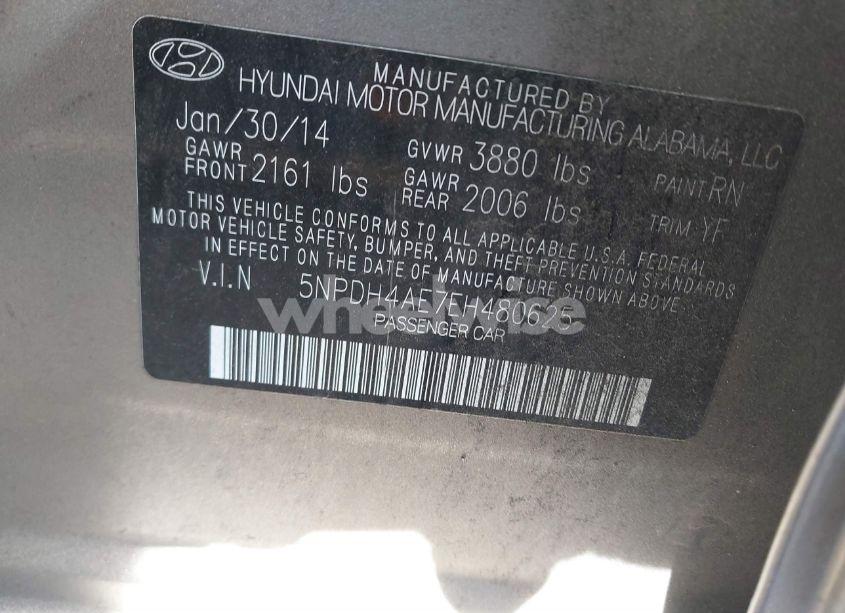 MANUFACTURED BY
HYUNDAI MOTOR MANUFACTURING ALABAMA, LLC
Jan/30/14 GVWR 3880 lbs PAINT RN
GAWR FRONT 2161 lbs GAWR REAR 2006 lbs TRIM YF
THIS VEHICLE CONFORMS TO ALL APPLICABLE U.S.A. FEDERAL
MOTOR VEHICLE SAFETY, BUMPER, AND THEFT PREVENTION STANDARDS
IN EFFECT ON THE DATE OF MANUFACTURE SHOWN ABOVE.
V.I.N 5NPDH4AE7EH480625
PASSENGER CAR
wheelwise